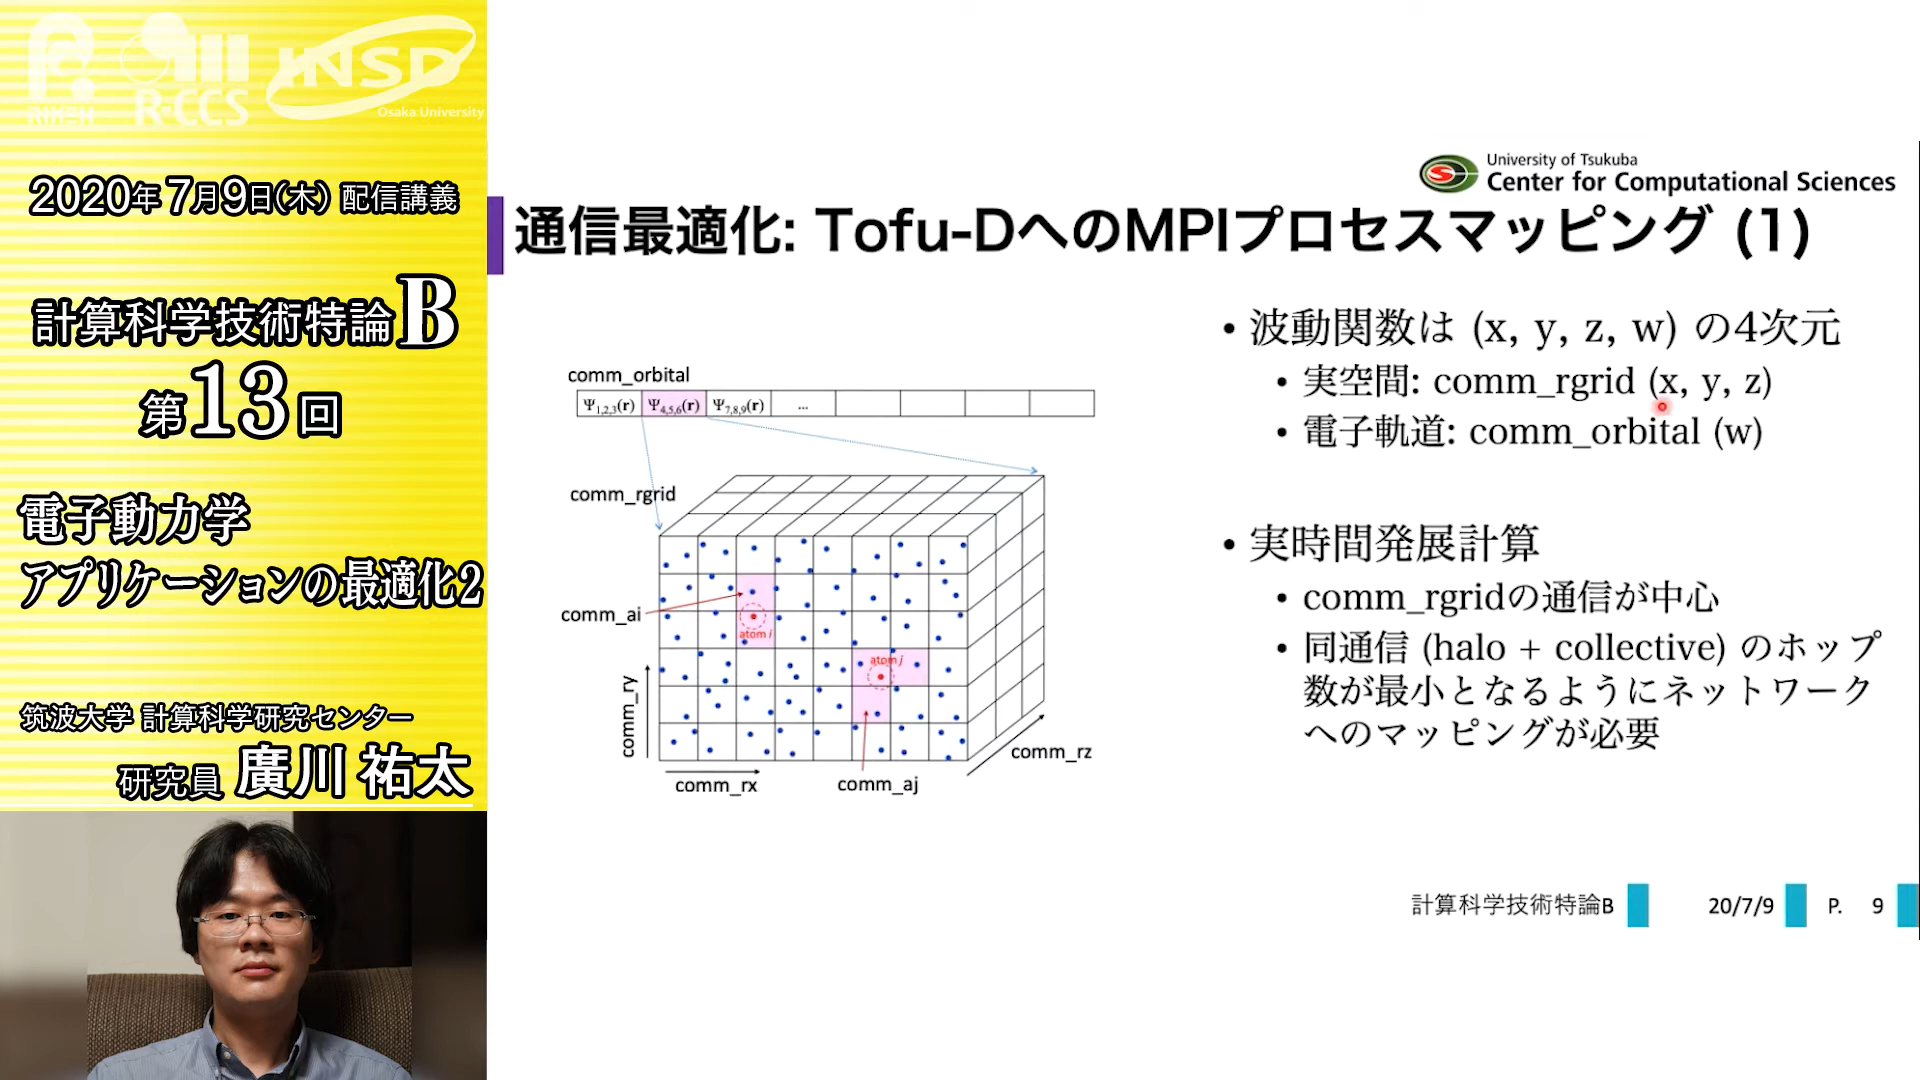 RIKEN
R-CCS
INSD
Osaka University
2020年7月9日(木) 配信講義
計算科学技術特論B
第13回
電子動力学
アプリケーションの最適化2
筑波大学 計算科学研究センター
研究員 廣川 祐太
University of Tsukuba
Center for Computational Sciences
通信最適化: Tofu-DへのMPIプロセスマッピング (1)
comm_orbital
Ψ1,2,3(r) Ψ4,5,6(r) Ψ7,8,9(r) ...
comm_rgrid
comm_ai
atom i
atom j
comm_ry
comm_rx
comm_aj
comm_rz
• 波動関数は (x, y, z, w) の4次元
• 実空間: comm_rgrid (x, y, z)
• 電子軌道: comm_orbital (w)
• 実時間発展計算
• comm_rgridの通信が中心
• 同通信 (halo + collective) のホップ
数が最小となるようにネットワーク
へのマッピングが必要
計算科学技術特論B 20/7/9 P. 9